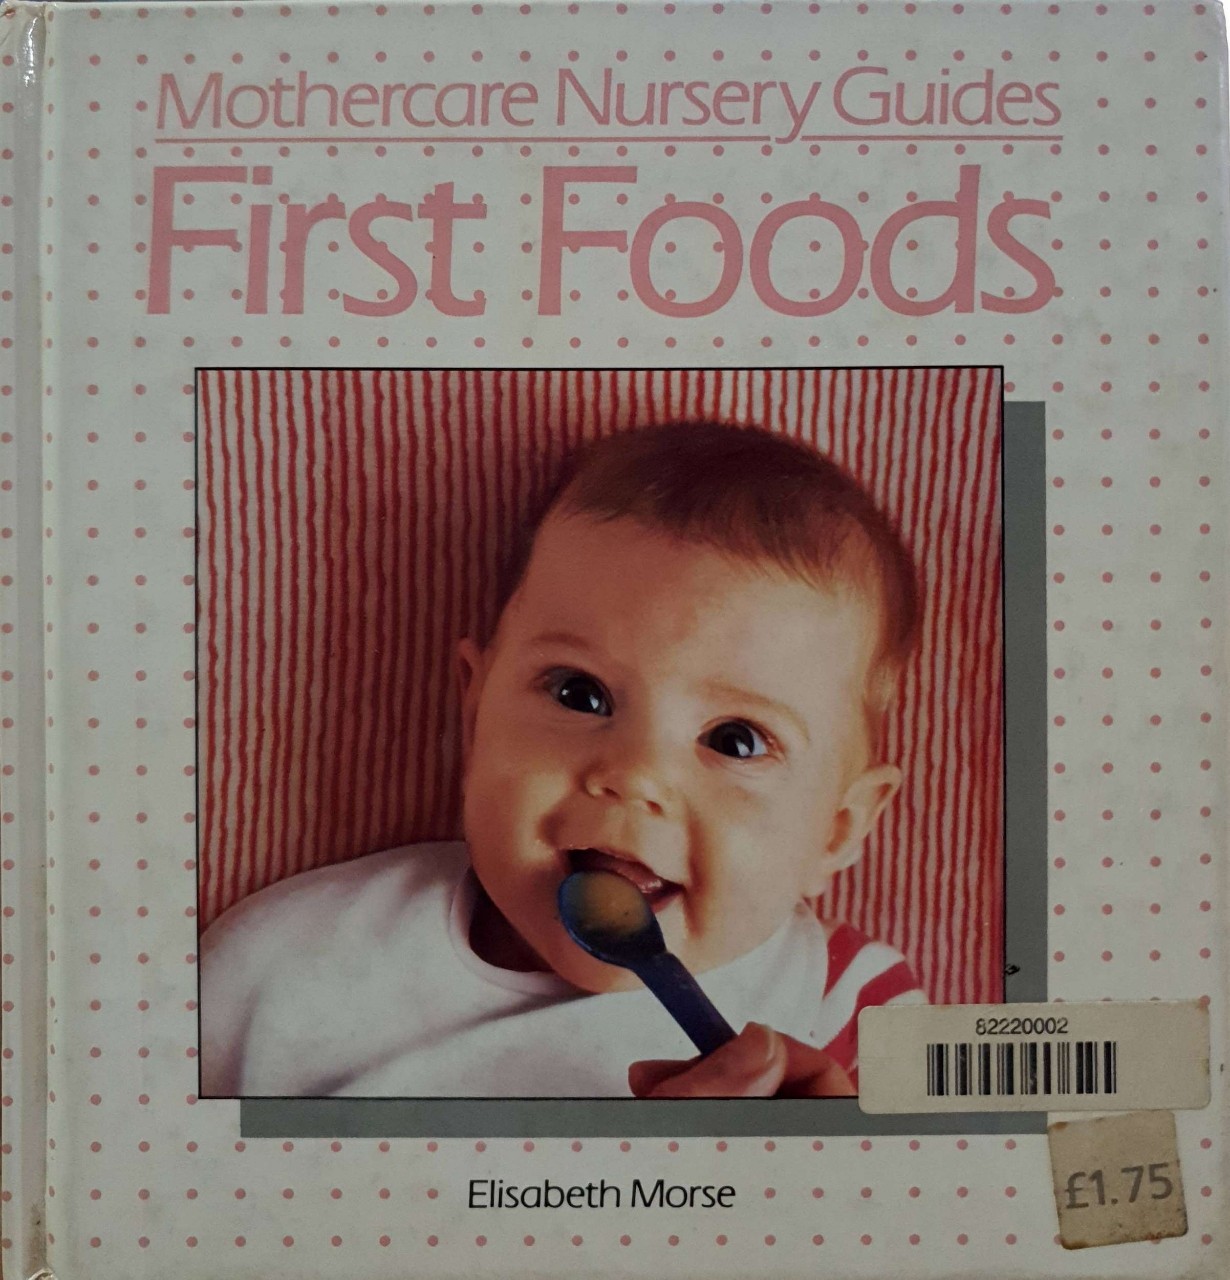 Mothercare Nursery Guides
First Foods
82220002
£1.75
Elisabeth Morse